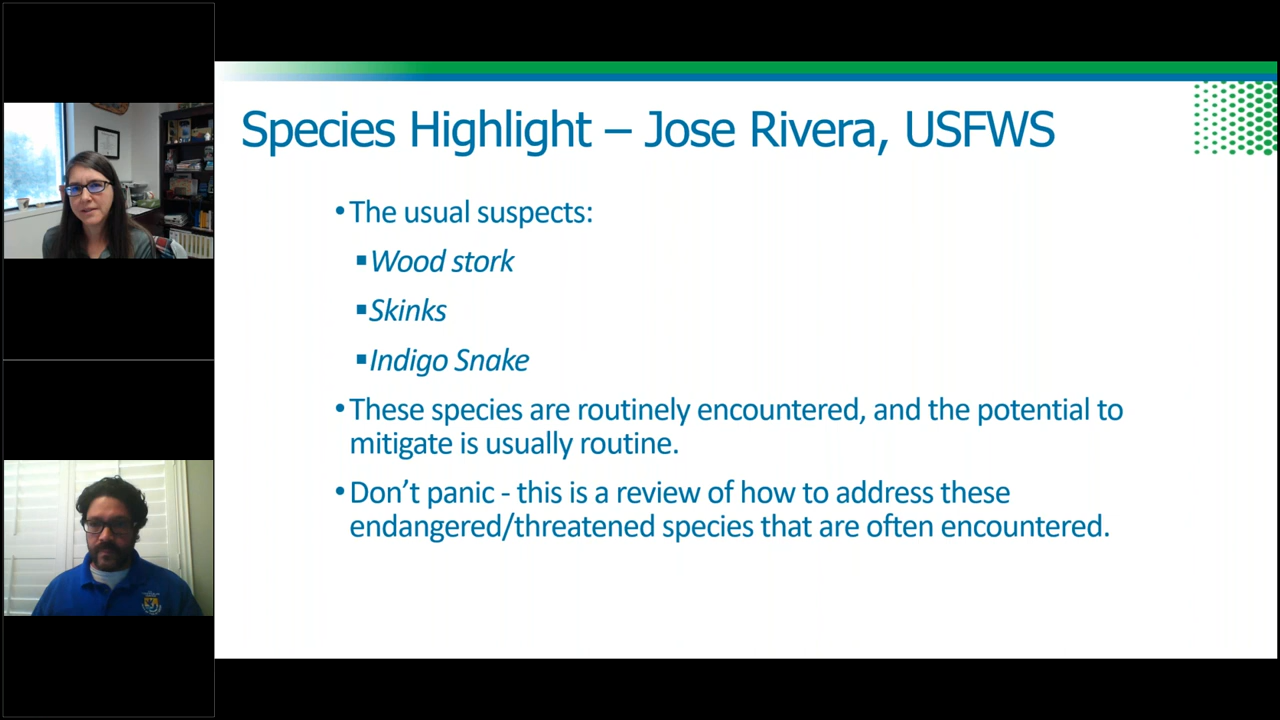 Species Highlight – Jose Rivera, USFWS
•The usual suspects:
▪Wood stork
▪Skinks
▪Indigo Snake
•These species are routinely encountered, and the potential to
mitigate is usually routine.
•Don’t panic - this is a review of how to address these
endangered/threatened species that are often encountered.